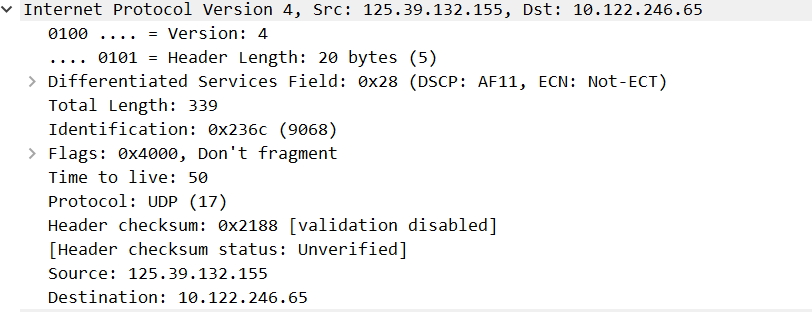 Internet Protocol Version 4, Src: 125.39.132.155, Dst: 10.122.246.65
0100 .... = Version: 4
.... 0101 = Header Length: 20 bytes (5)
Differentiated Services Field: 0x28 (DSCP: AF11, ECN: Not-ECT)
Total Length: 339
Identification: 0x236c (9068)
Flags: 0x4000, Don't fragment
Time to live: 50
Protocol: UDP (17)
Header checksum: 0x2188 [validation disabled]
[Header checksum status: Unverified]
Source: 125.39.132.155
Destination: 10.122.246.65